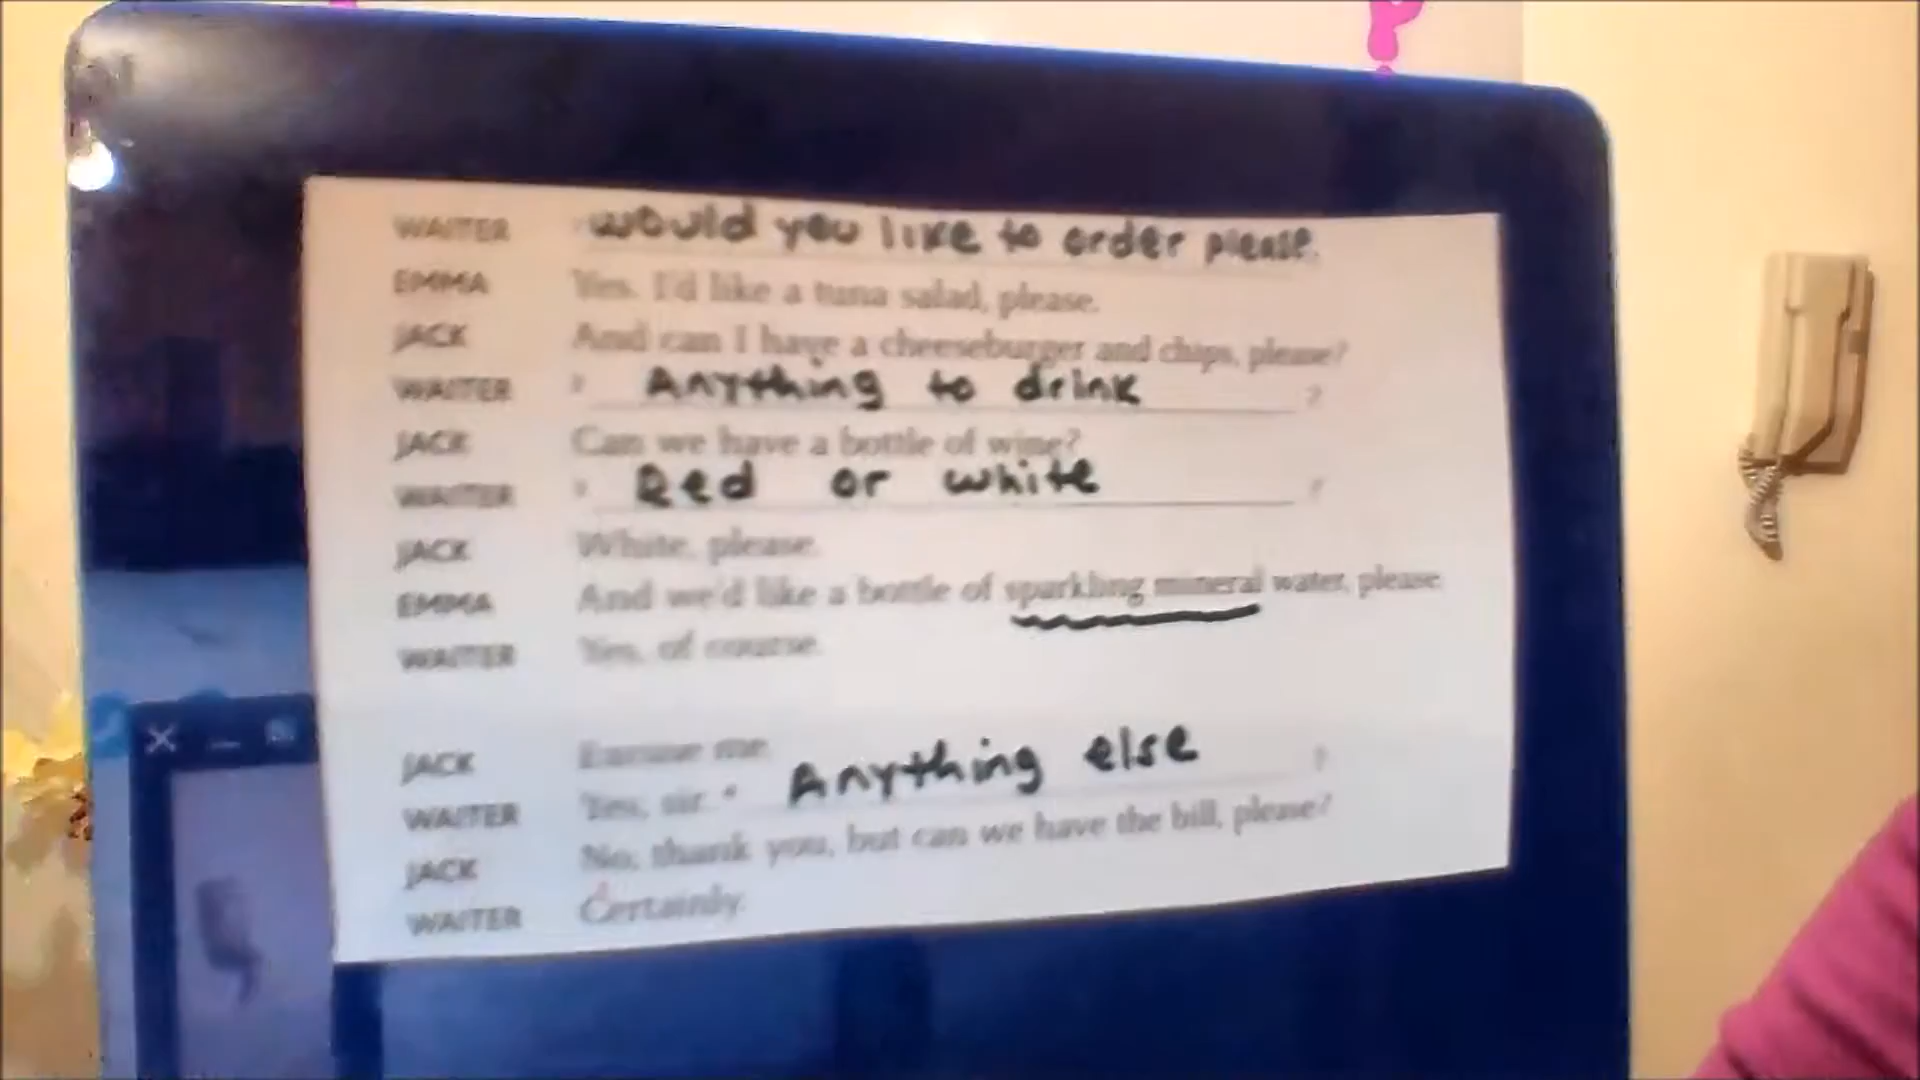 WAITER would you like to order please.
EMMA Yes. I'd like a tuna salad, please.
JACK And can I have a cheeseburger and chips, please?
WAITER 2 Anything to drink ?
JACK Can we have a bottle of wine?
WAITER 3 Red or white ?
JACK White, please.
EMMA And we'd like a bottle of sparkling mineral water, please.
WAITER Yes, of course.
JACK Excuse me.
WAITER Yes, sir. 4 Anything else ?
JACK No, thank you, but can we have the bill, please?
WAITER Certainly.